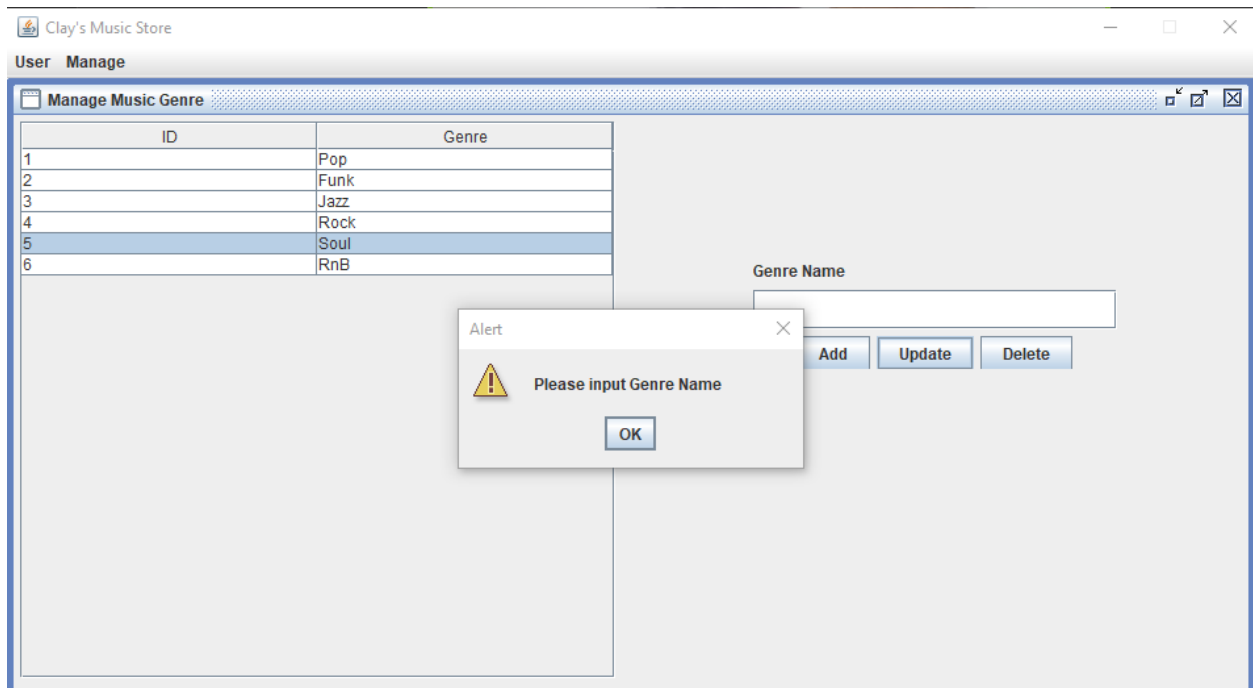 Clay's Music Store
User Manage
Manage Music Genre
ID Genre
1 Pop
2 Funk
3 Jazz
4 Rock
5 Soul
6 RnB
Genre Name
Add Update Delete
Alert
Please input Genre Name
OK